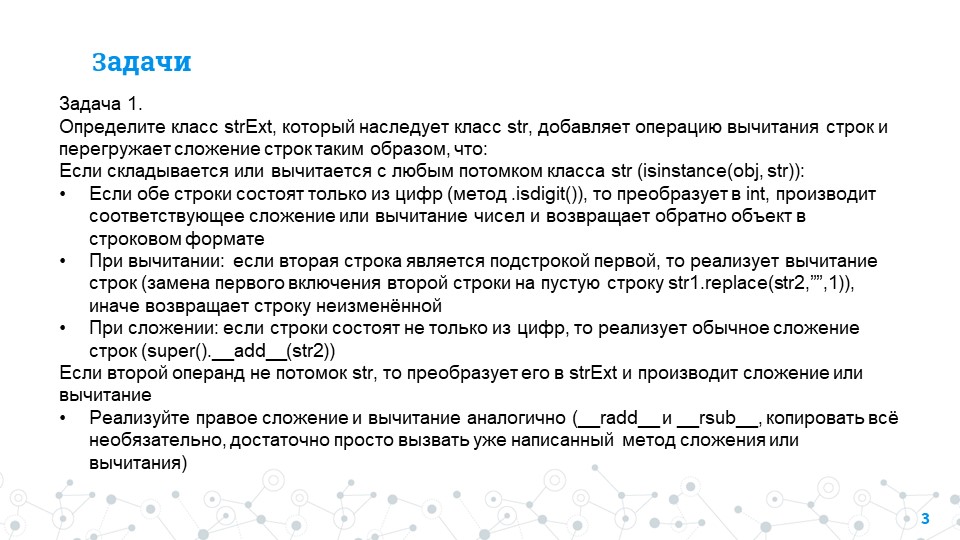 Задачи
Задача 1.
Определите класс strExt, который наследует класс str, добавляет операцию вычитания строк и
перегружает сложение строк таким образом, что:
Если складывается или вычитается с любым потомком класса str (isinstance(obj, str)):
• Если обе строки состоят только из цифр (метод .isdigit()), то преобразует в int, производит
соответствующее сложение или вычитание чисел и возвращает обратно объект в
строковом формате
• При вычитании: если вторая строка является подстрокой первой, то реализует вычитание
строк (замена первого включения второй строки на пустую строку str1.replace(str2,””,1)),
иначе возвращает строку неизменённой
• При сложении: если строки состоят не только из цифр, то реализует обычное сложение
строк (super().__add__(str2))
Если второй операнд не потомок str, то преобразует его в strExt и производит сложение или
вычитание
• Реализуйте правое сложение и вычитание аналогично (__radd__ и __rsub__, копировать всё
необязательно, достаточно просто вызвать уже написанный метод сложения или
вычитания)
3